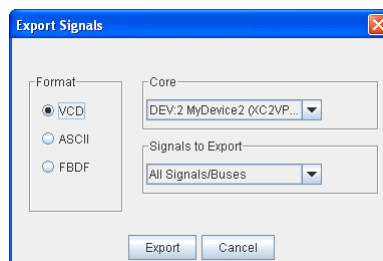 Export Signals
Format
VCD
ASCII
FBDF
Core
DEV:2 MyDevice2 (XC2VP...
Signals to Export
All Signals/Buses
Export
Cancel